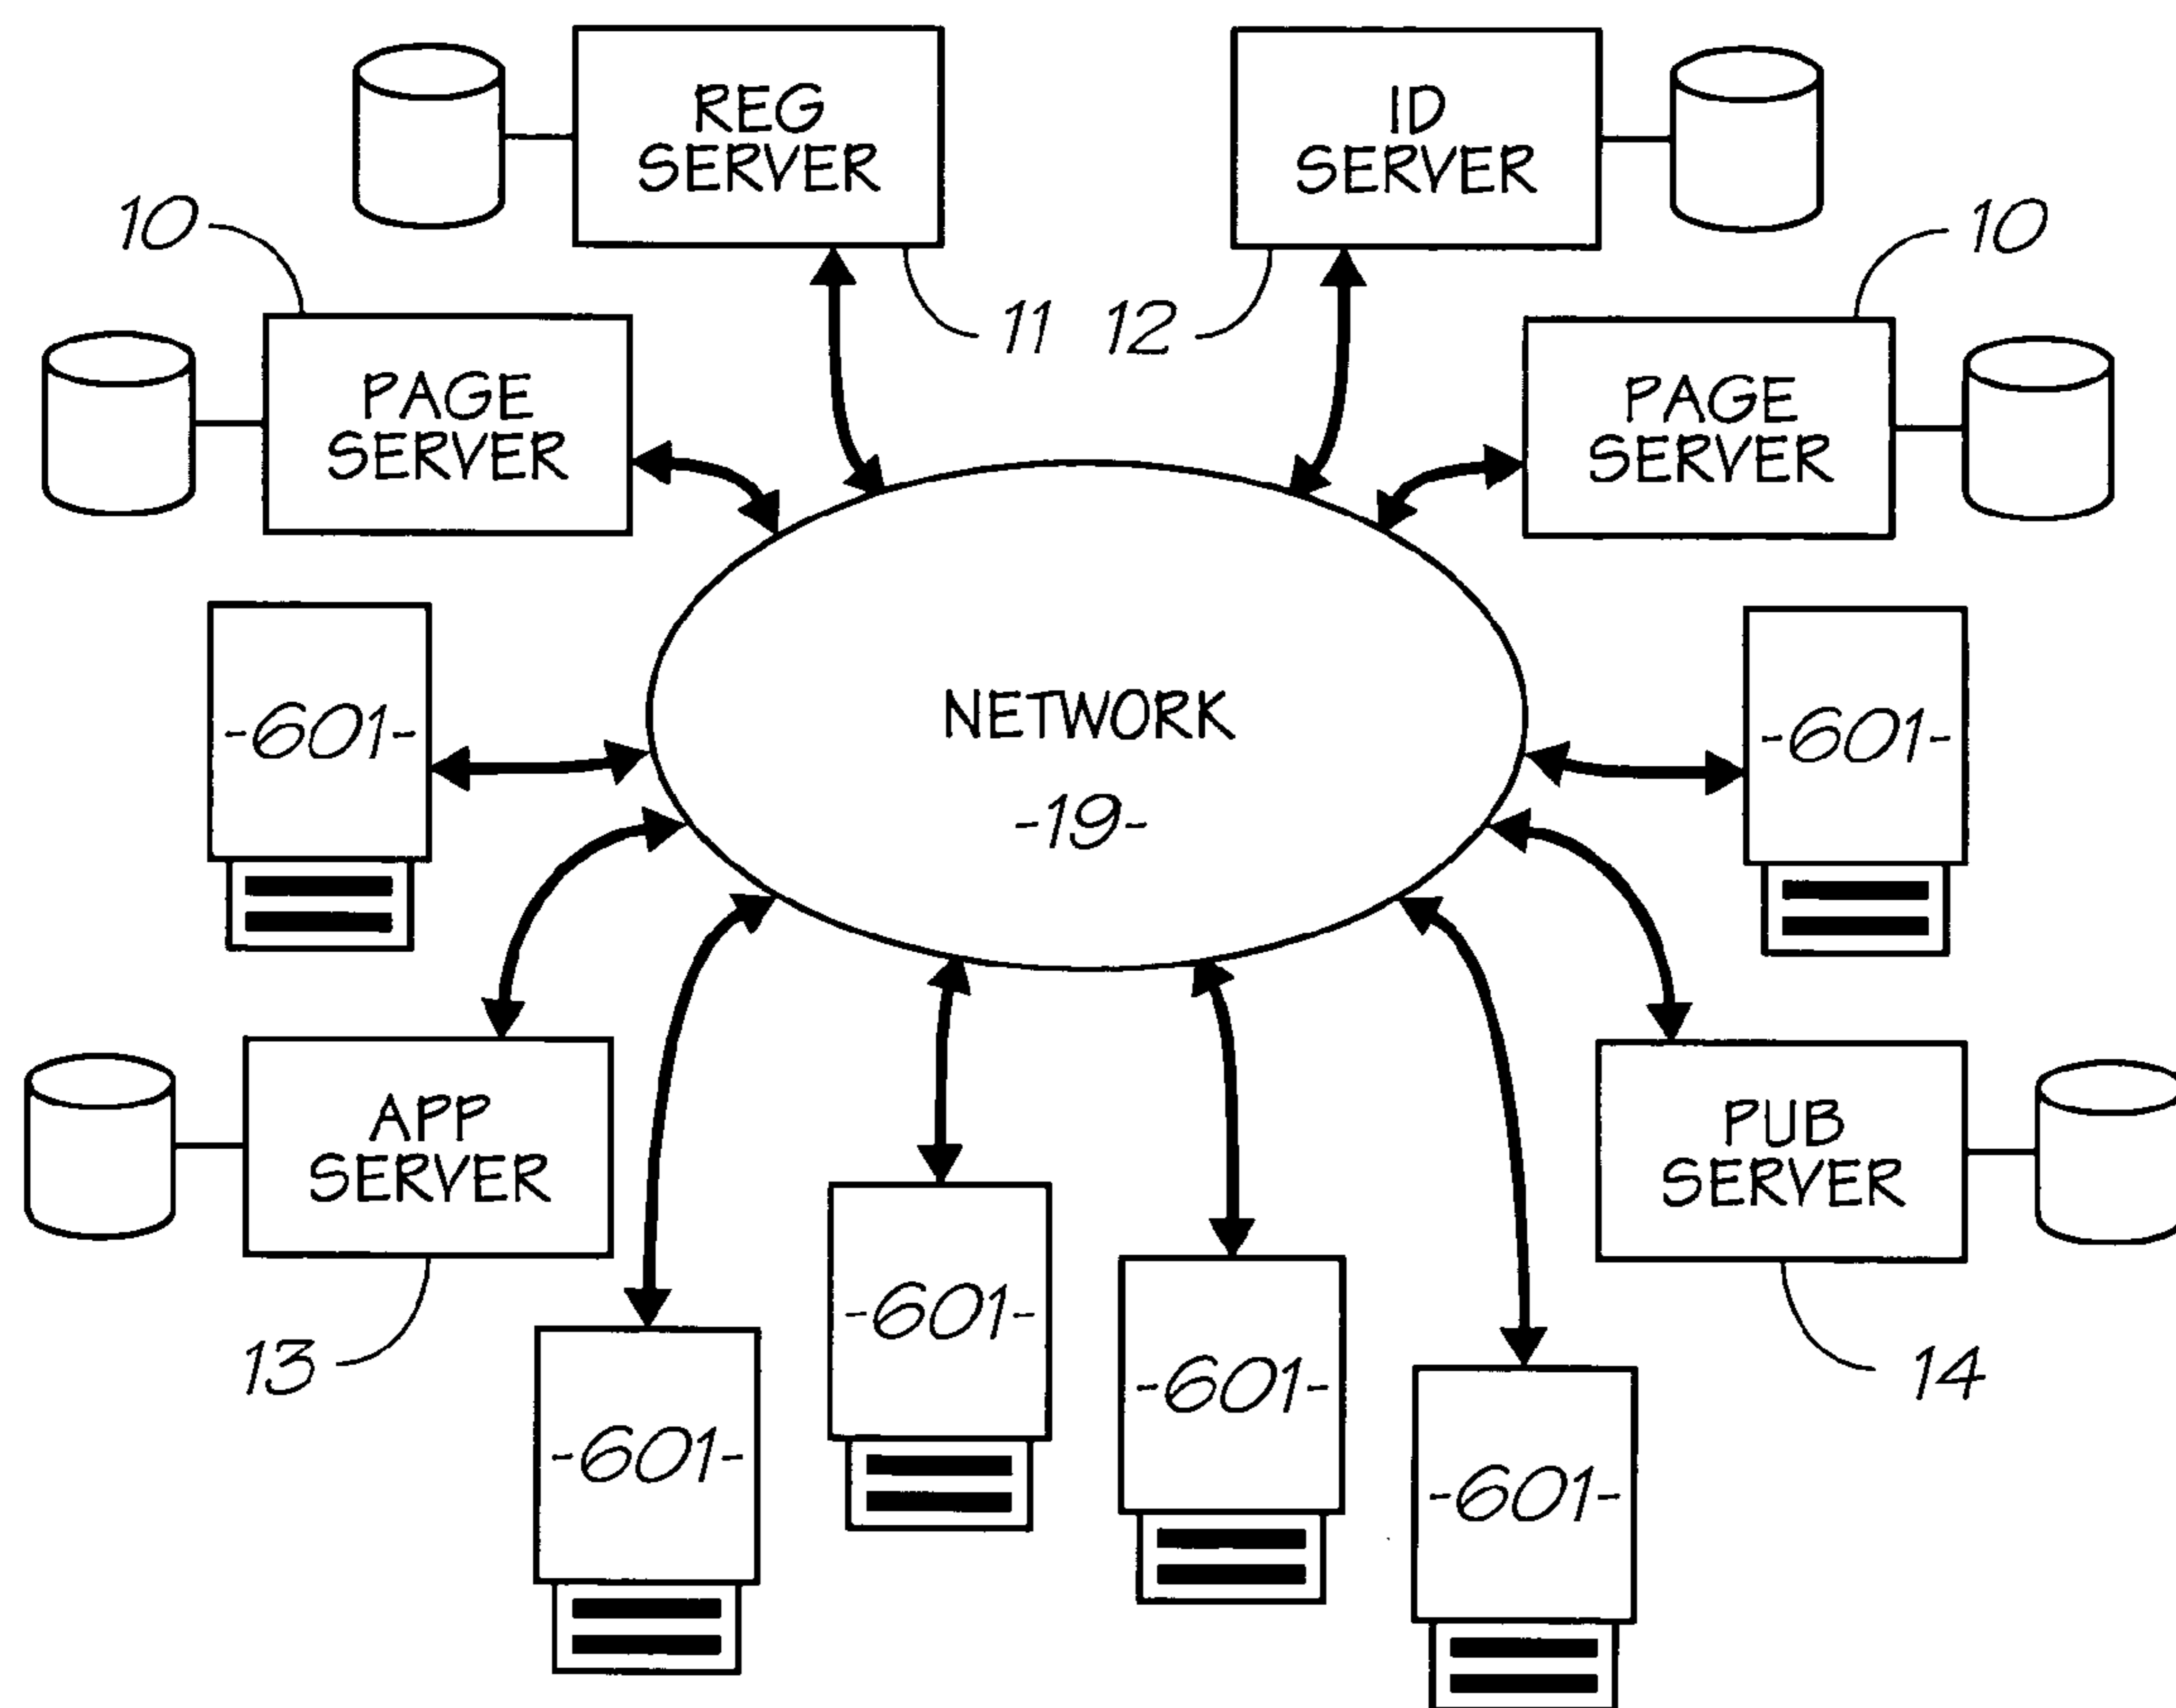 REG
SERVER
ID
SERVER
10
10
11
12
PAGE
SERVER
PAGE
SERVER
-601-
NETWORK
-19-
-601-
APP
SERVER
PUB
SERVER
13
14
-601-
-601-
-601-
-601-